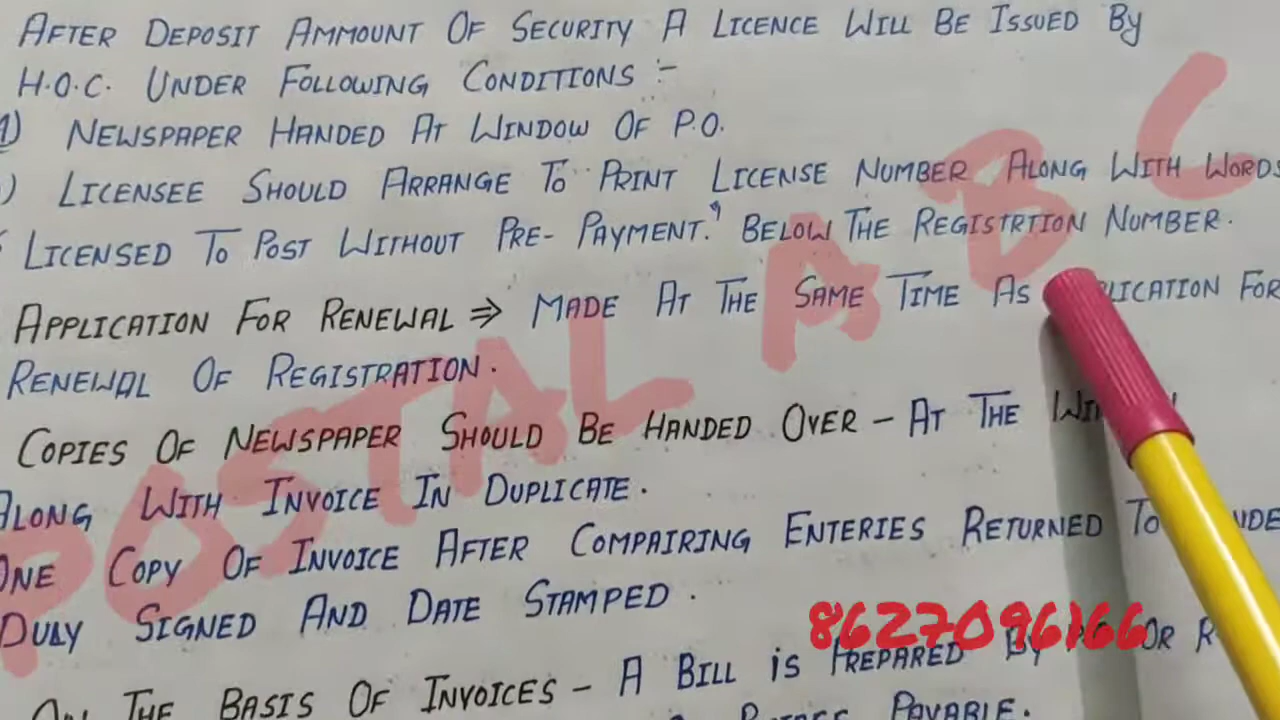 AFTER DEPOSIT AMMOUNT OF SECURITY A LICENCE WILL BE ISSUED BY
H.O.C. UNDER FOLLOWING CONDITIONS :-
1) NEWSPAPER HANDED AT WINDOW OF P.O.
) LICENSEE SHOULD ARRANGE TO PRINT LICENSE NUMBER ALONG WITH WORDS
" LICENSED TO POST WITHOUT PRE- PAYMENT." BELOW THE REGISTRTION NUMBER.
APPLICATION FOR RENEWAL ⇒ MADE AT THE SAME TIME AS FOR
RENEWAL OF REGISTRATION.
COPIES OF NEWSPAPER SHOULD BE HANDED OVER - AT THE
ALONG WITH INVOICE IN DUPLICATE.
ONE COPY OF INVOICE AFTER COMPAIRING ENTERIES RETURNED TO
DULY SIGNED AND DATE STAMPED.
ON THE BASIS OF INVOICES - A BILL IS PREPARED BY OR
PAYABLE.
POSTAL ABC
8627096166